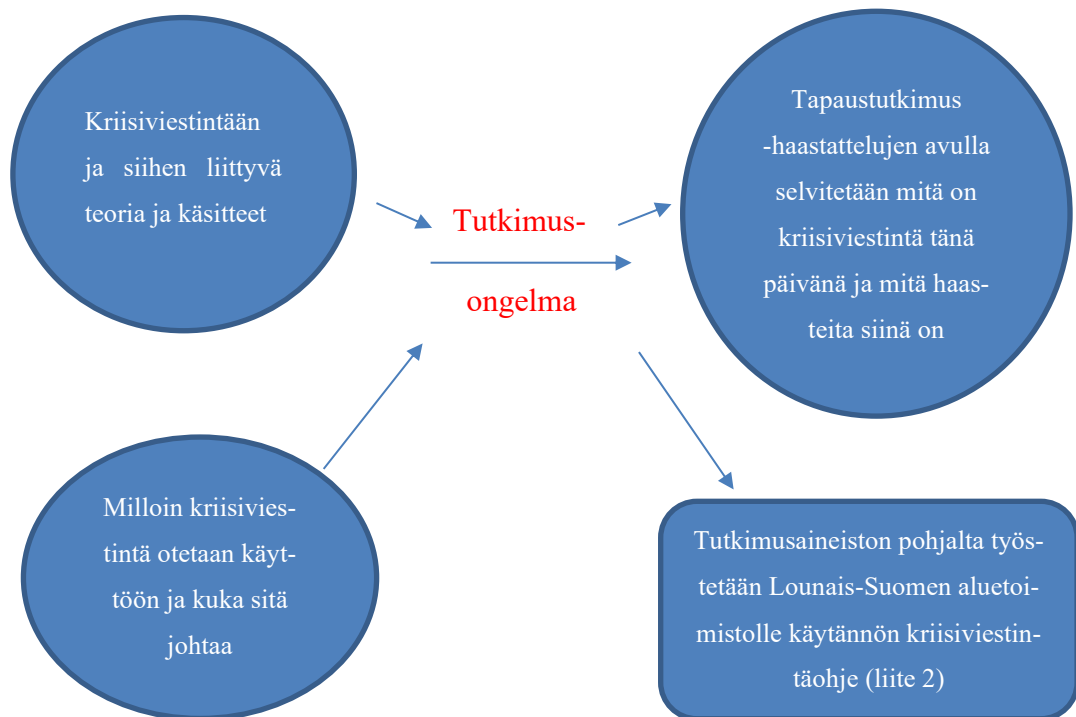 Kriisiviestintään
ja siihen liittyvä
teoria ja käsitteet
Tutkimus-
ongelma
Tapaustutkimus
-haastattelujen avulla
selvitetään mitä on
kriisiviestintä tänä
päivänä ja mitä haas-
teita siinä on
Milloin kriisivies-
tintä otetaan käyt-
töön ja kuka sitä
johtaa
Tutkimusaineiston pohjalta työs-
tetään Lounais-Suomen aluetoi-
mistolle käytännön kriisiviestin-
täohje (liite 2)